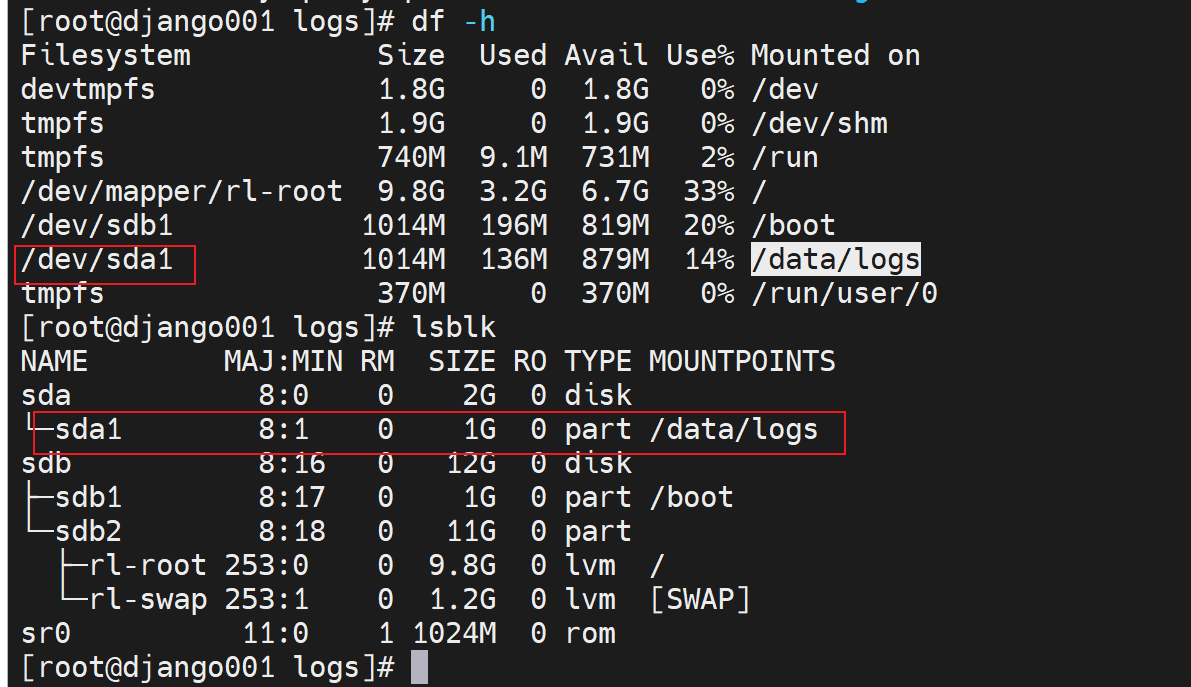 [root@django001 logs]# df -h
Filesystem           Size  Used Avail Use% Mounted on
devtmpfs             1.8G     0  1.8G   0% /dev
tmpfs                1.9G     0  1.9G   0% /dev/shm
tmpfs                740M  9.1M  731M   2% /run
/dev/mapper/rl-root  9.8G  3.2G  6.7G  33% /
/dev/sdb1           1014M  196M  819M  20% /boot
/dev/sda1           1014M  136M  879M  14% /data/logs
tmpfs                370M     0  370M   0% /run/user/0
[root@django001 logs]# lsblk
NAME        MAJ:MIN RM   SIZE RO TYPE MOUNTPOINTS
sda           8:0    0     2G  0 disk
└─sda1        8:1    0     1G  0 part /data/logs
sdb           8:16   0    12G  0 disk
├─sdb1        8:17   0     1G  0 part /boot
└─sdb2        8:18   0    11G  0 part
  ├─rl-root 253:0    0   9.8G  0 lvm  /
  └─rl-swap 253:1    0   1.2G  0 lvm  [SWAP]
sr0          11:0    1  1024M  0 rom
[root@django001 logs]#